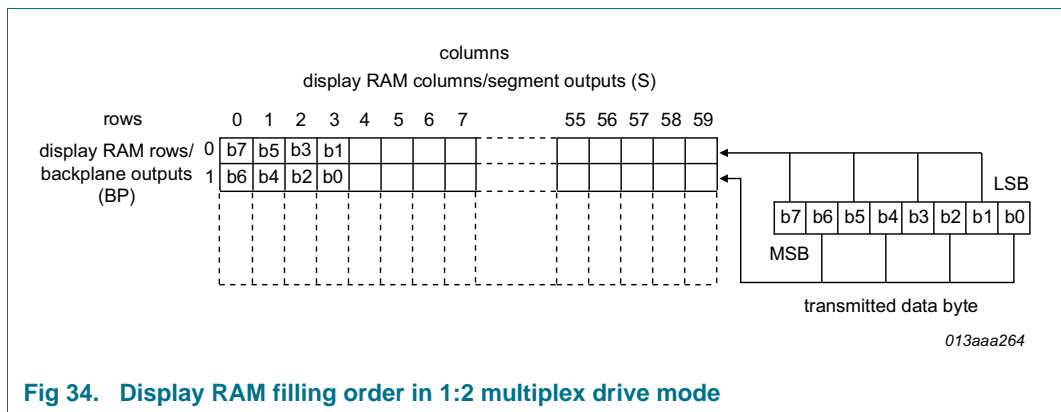 columns
display RAM columns/segment outputs (S)
rows 0 1 2 3 4 5 6 7 55 56 57 58 59
display RAM rows/ 0 b7 b5 b3 b1
backplane outputs 1 b6 b4 b2 b0
(BP)
LSB
b7 b6 b5 b4 b3 b2 b1 b0
MSB
transmitted data byte
013aaa264
Fig 34. Display RAM filling order in 1:2 multiplex drive mode